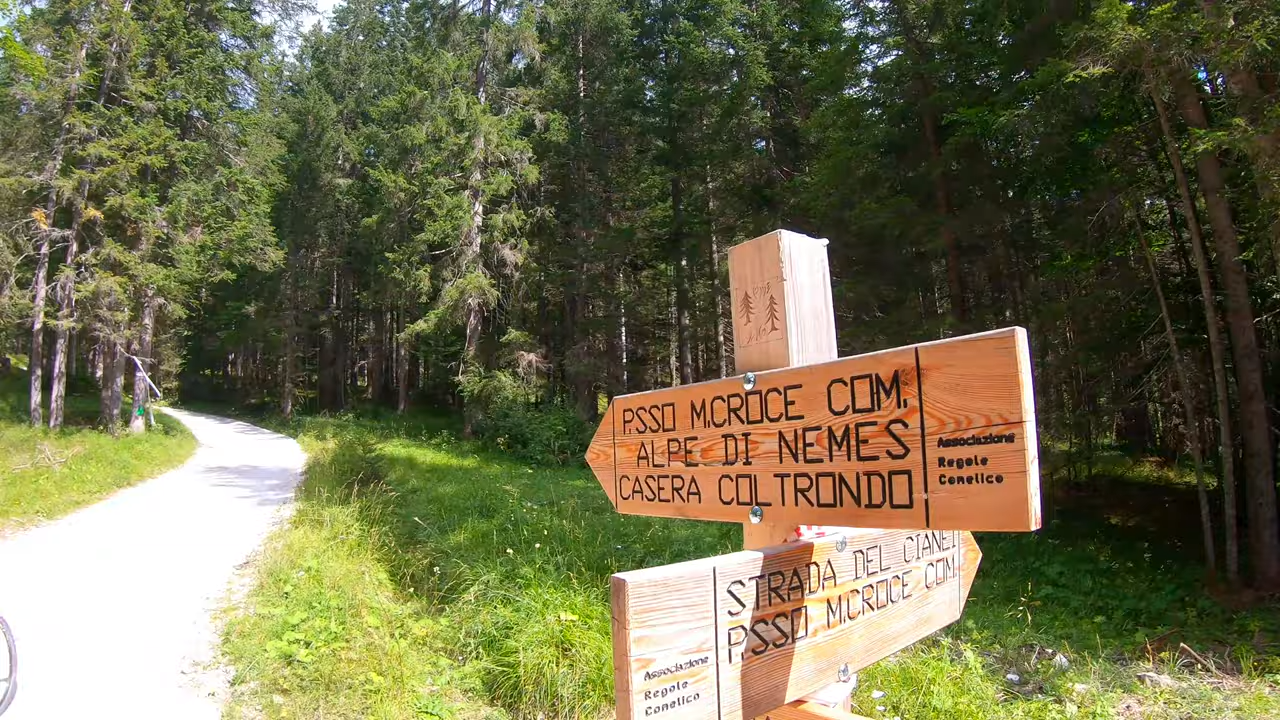 P.SSO M.CROCE COM.
ALPE DI NEMES
CASERA COLTRONDO
Associazione
Regole
Comelico
STRADA DEL CIANE
P.SSO M.CROCE COM.
Associazione
Regole
Comelico